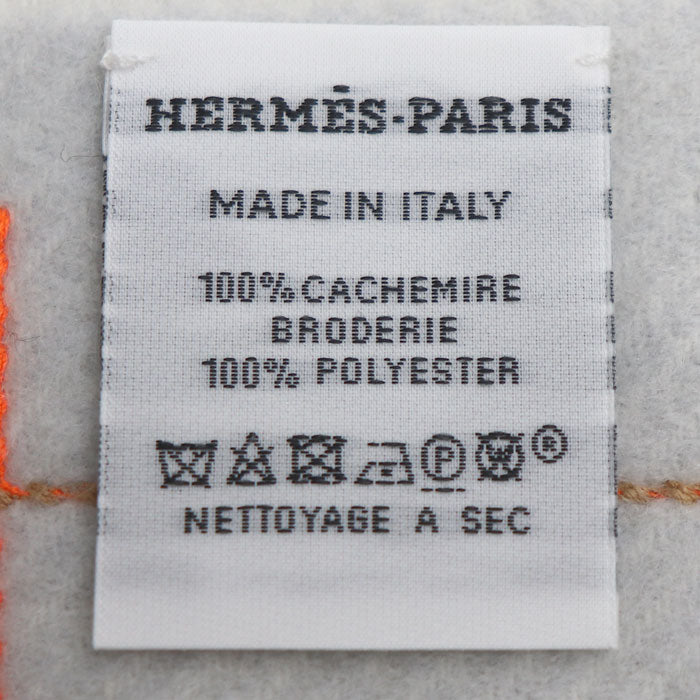 HERMÈS-PARIS
MADE IN ITALY
100% CACHEMIRE
BRODERIE
100% POLYESTER
P W ®
NETTOYAGE A SEC